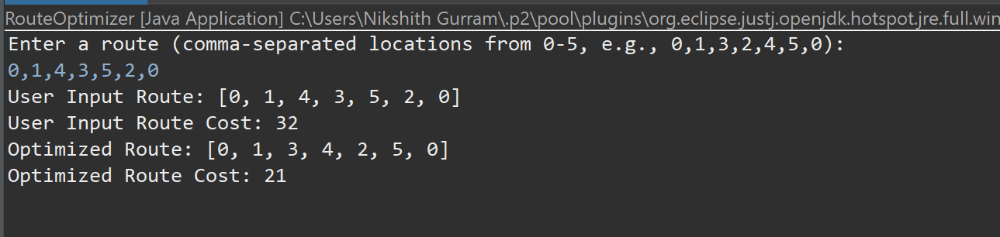 RouteOptimizer [Java Application] C:\Users\Nikshith Gurram\.p2\pool\plugins\org.eclipse.justj.openjdk.hotspot.jre.full.win
Enter a route (comma-separated locations from 0-5, e.g., 0,1,3,2,4,5,0):
0,1,4,3,5,2,0
User Input Route: [0, 1, 4, 3, 5, 2, 0]
User Input Route Cost: 32
Optimized Route: [0, 1, 3, 4, 2, 5, 0]
Optimized Route Cost: 21